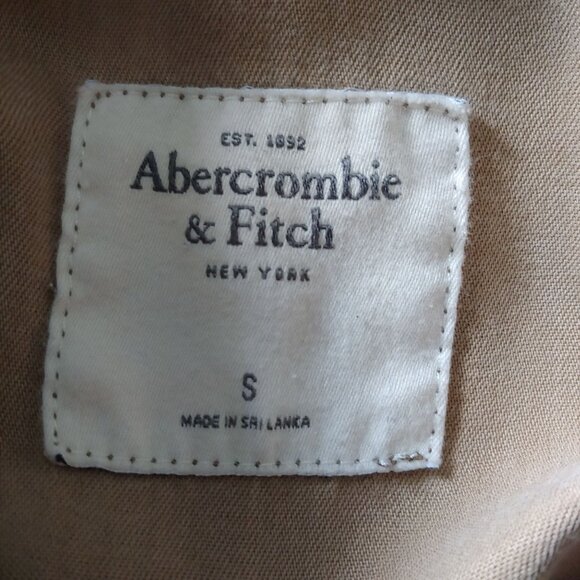 EST. 1892
Abercrombie
& Fitch
NEW YORK
S
MADE IN SRI LANKA